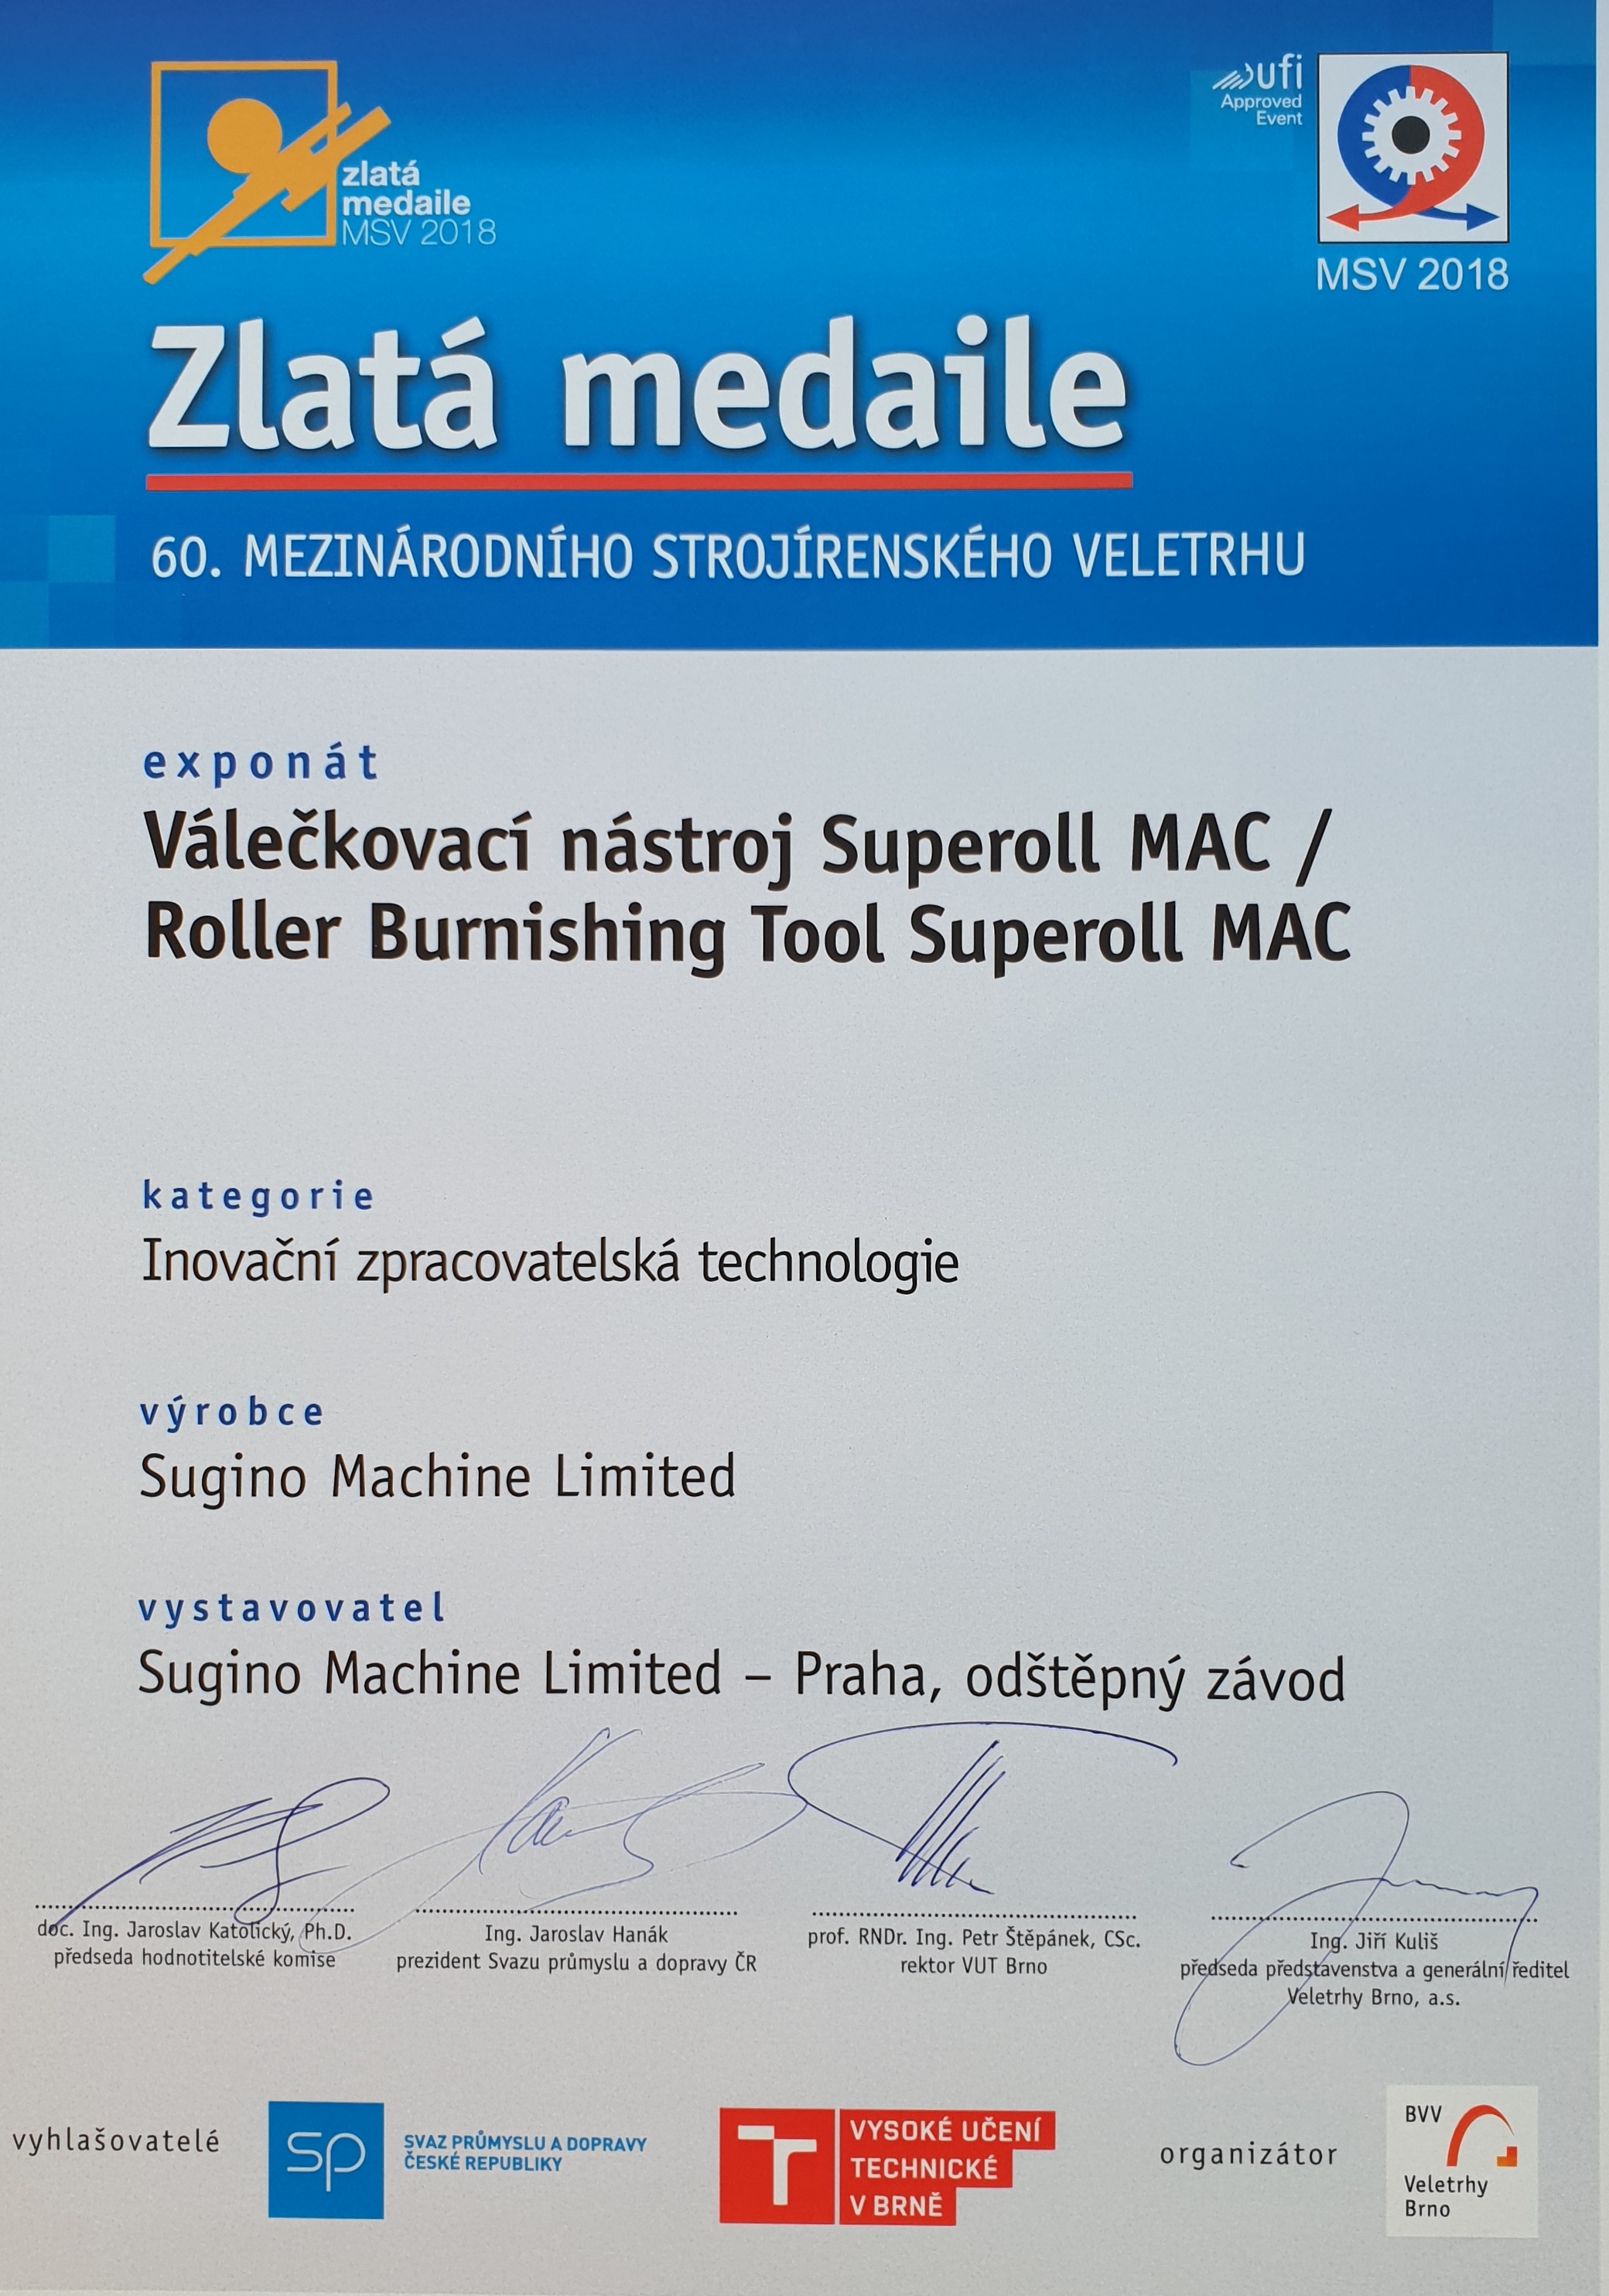 zlatá
medaile
MSV 2018
ufi
Approved
Event
MSV 2018
Zlatá medaile
60. MEZINÁRODNÍHO STROJÍRENSKÉHO VELETRHU
exponát
Válečkovací nástroj Superoll MAC /
Roller Burnishing Tool Superoll MAC
kategorie
Inovační zpracovatelská technologie
výrobce
Sugino Machine Limited
vystavovatel
Sugino Machine Limited – Praha, odštěpný závod
doc. Ing. Jaroslav Katolický, Ph.D.
předseda hodnotitelské komise
Ing. Jaroslav Hanák
prezident Svazu průmyslu a dopravy ČR
prof. RNDr. Ing. Petr Štěpánek, CSc.
rektor VUT Brno
Ing. Jiří Kuliš
předseda představenstva a generální ředitel
Veletrhy Brno, a.s.
vyhlašovatelé
sp
SVAZ PRŮMYSLU A DOPRAVY
ČESKÉ REPUBLIKY
T
VYSOKÉ UČENÍ
TECHNICKÉ
V BRNĚ
organizátor
BVV
Veletrhy
Brno